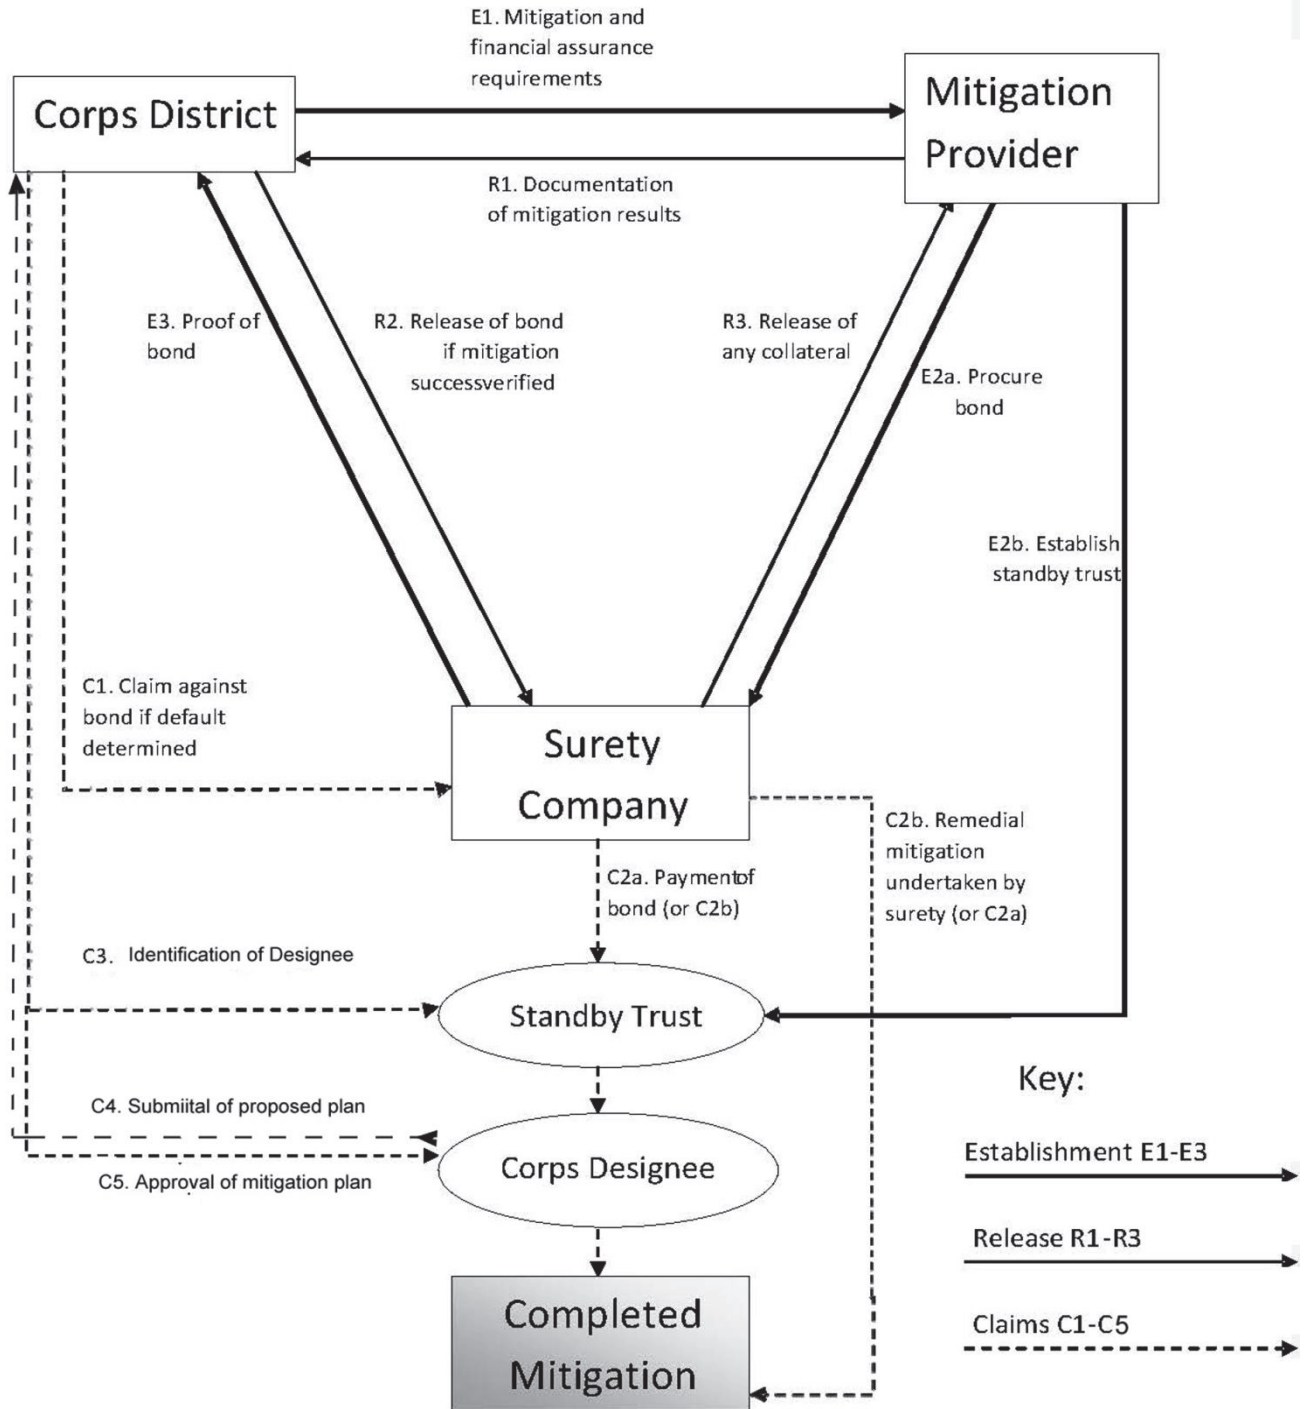 E1. Mitigation and
financial assurance
requirements
Corps District
Mitigation
Provider
R1. Documentation
of mitigation results
E3. Proof of
bond
R2. Release of bond
if mitigation
successverified
R3. Release of
any collateral
E2a. Procure
bond
E2b. Establish
standby trust
C1. Claim against
bond if default
determined
Surety
Company
C2a. Paymentof
bond (or C2b)
C2b. Remedial
mitigation
undertaken by
surety (or C2a)
C3. Identification of Designee
Standby Trust
Key:
C4. Submiital of proposed plan
Corps Designee
C5. Approval of mitigation plan
Establishment E1-E3
Release R1-R3
Claims C1-C5
Completed
Mitigation